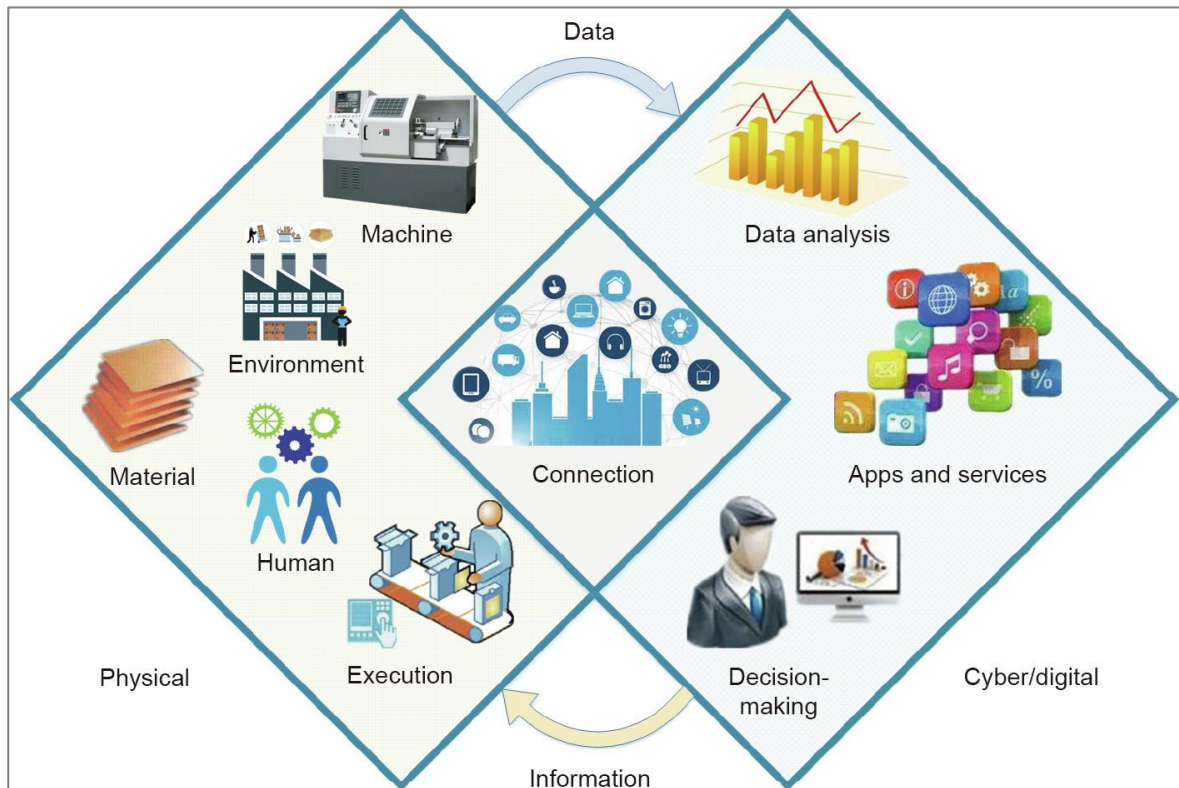 Data
Machine
Data analysis
Environment
Material
Connection
Apps and services
Human
Physical
Execution
Decision-
making
Cyber/digital
Information